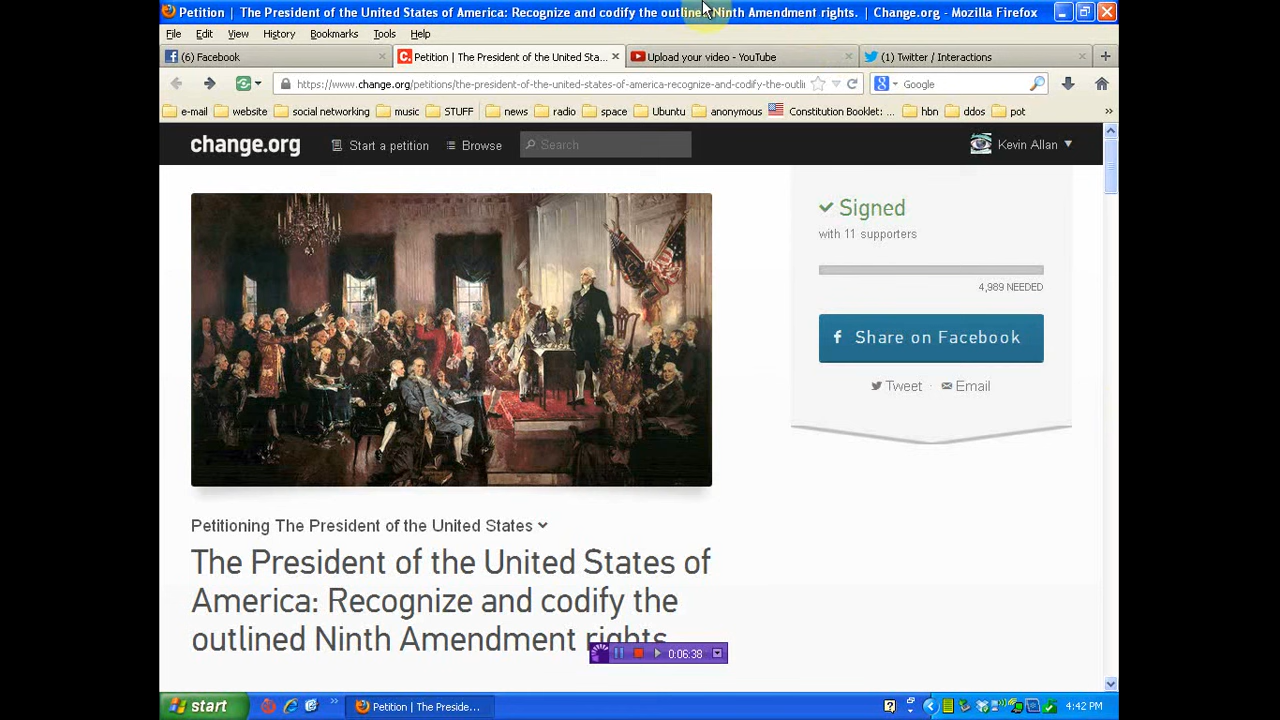 Petition | The President of the United States of America: Recognize and codify the outlined Ninth Amendment rights. | Change.org - Mozilla Firefox
File Edit View History Bookmarks Tools Help
(6) Facebook
Petition | The President of the United Sta...
Upload your video - YouTube
(1) Twitter / Interactions
https://www.change.org/petitions/the-president-of-the-united-states-of-america-recognize-and-codify-the-outli
Google
e-mail website social networking music STUFF news radio space Ubuntu anonymous Constitution Booklet: ... hbn ddos pot
change.org Start a petition Browse Search Kevin Allan
Signed
with 11 supporters
4,989 NEEDED
Share on Facebook
Tweet · Email
Petitioning The President of the United States
The President of the United States of
America: Recognize and codify the
outlined Ninth Amendment rights.
0:06:38
start Petition | The Preside... 4:42 PM